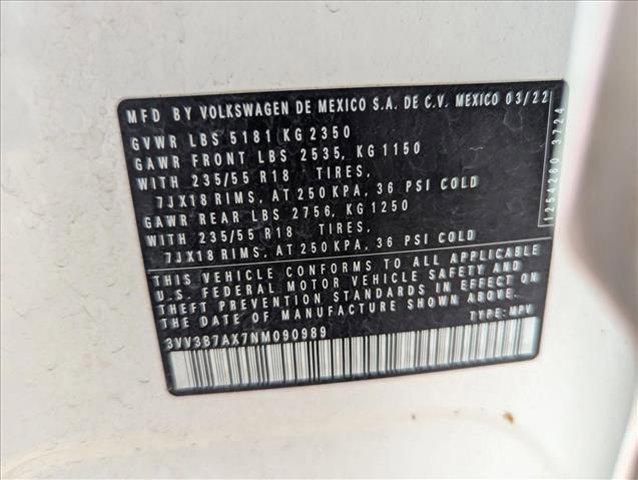 MFD BY VOLKSWAGEN DE MEXICO S.A. DE C.V. MEXICO 03/22
GVWR LBS 5181 KG 2350
GAWR FRONT LBS 2535, KG 1150
WITH 235/55 R18 TIRES,
7JX18 RIMS, AT 250 KPA, 36 PSI COLD
GAWR REAR LBS 2756, KG 1250
WITH 235/55 R18 TIRES,
7JX18 RIMS, AT 250 KPA, 36 PSI COLD
THIS VEHICLE CONFORMS TO ALL APPLICABLE
U.S. FEDERAL MOTOR VEHICLE SAFETY AND
THEFT PREVENTION STANDARDS IN EFFECT ON
THE DATE OF MANUFACTURE SHOWN ABOVE.
3VV3B7AX7NM090989 TYPE: MPV
1254260 3724